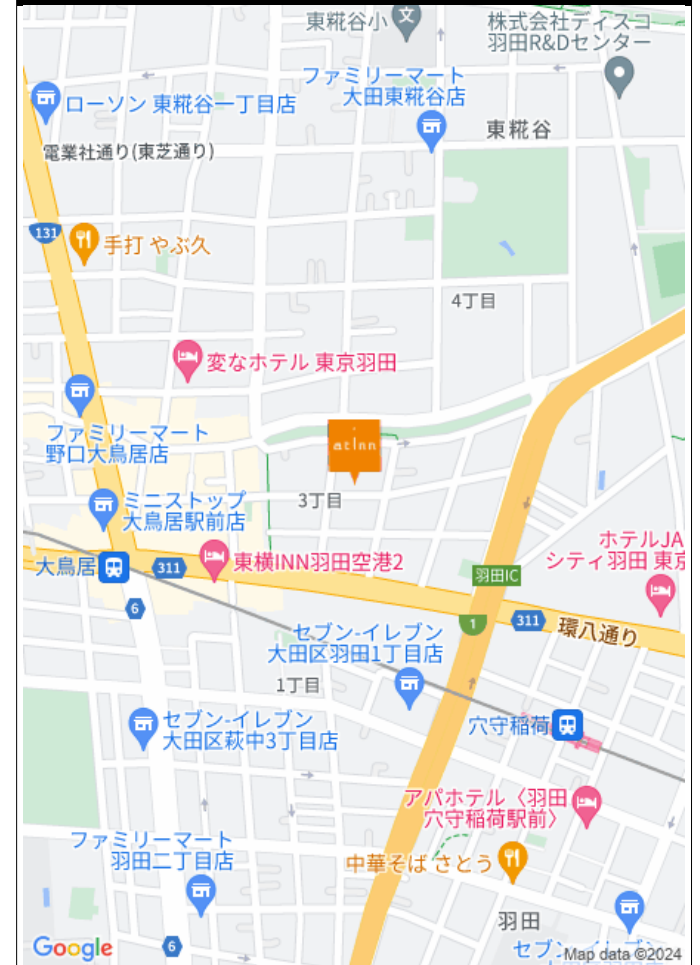 東糀谷小
株式会社ディスコ
羽田R&Dセンター
ファミリーマート
大田東糀谷店
ローソン 東糀谷一丁目店
東糀谷
電業社通り(東芝通り)
131
手打 やぶ久
4丁目
変なホテル 東京羽田
ファミリーマート
野口大鳥居店
atInn
ミニストップ
大鳥居駅前店
3丁目
大鳥居
311
東横INN羽田空港2
ホテルJA
シティ羽田 東京
羽田IC
6
1
311
環八通り
セブン-イレブン
大田区羽田1丁目店
1丁目
セブン-イレブン
大田区萩中3丁目店
穴守稲荷
アパホテル〈羽田
穴守稲荷駅前〉
ファミリーマート
羽田二丁目店
中華そば さとう
羽田
Google
6
セブン-イレブン
Map data ©2024